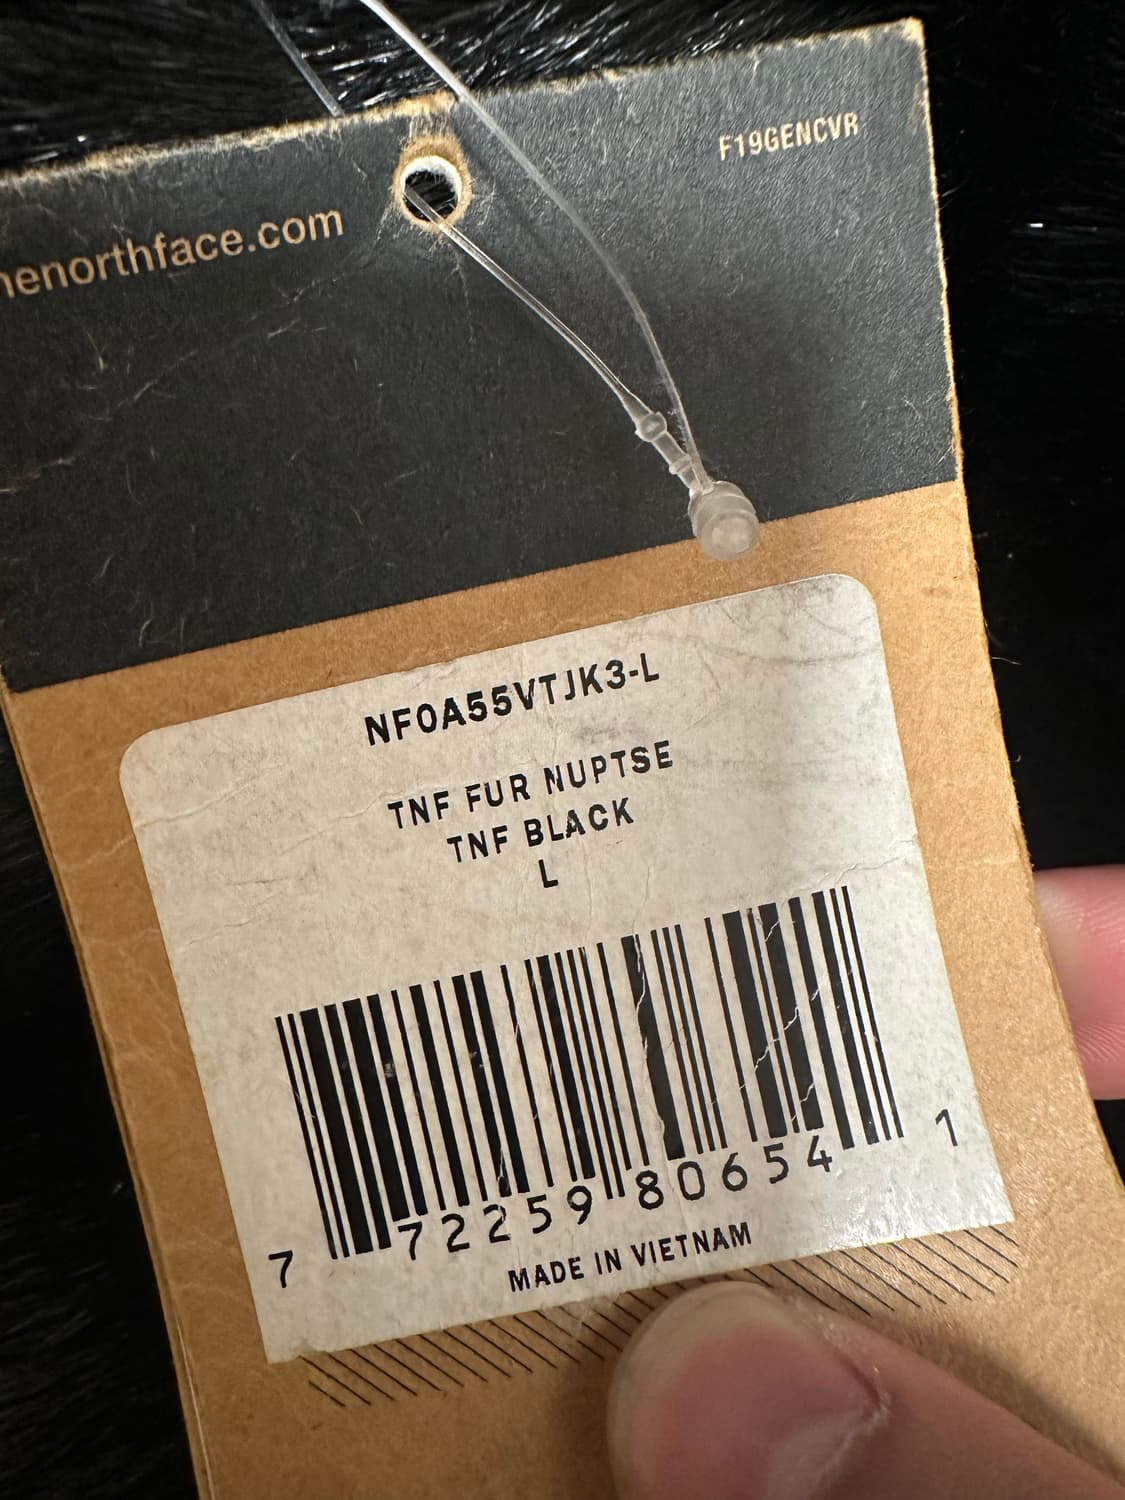 F19GENCVR
henorthface.com
NF0A55VTJK3-L
TNF FUR NUPTSE
TNF BLACK
L
7 72259 80654 1
MADE IN VIETNAM